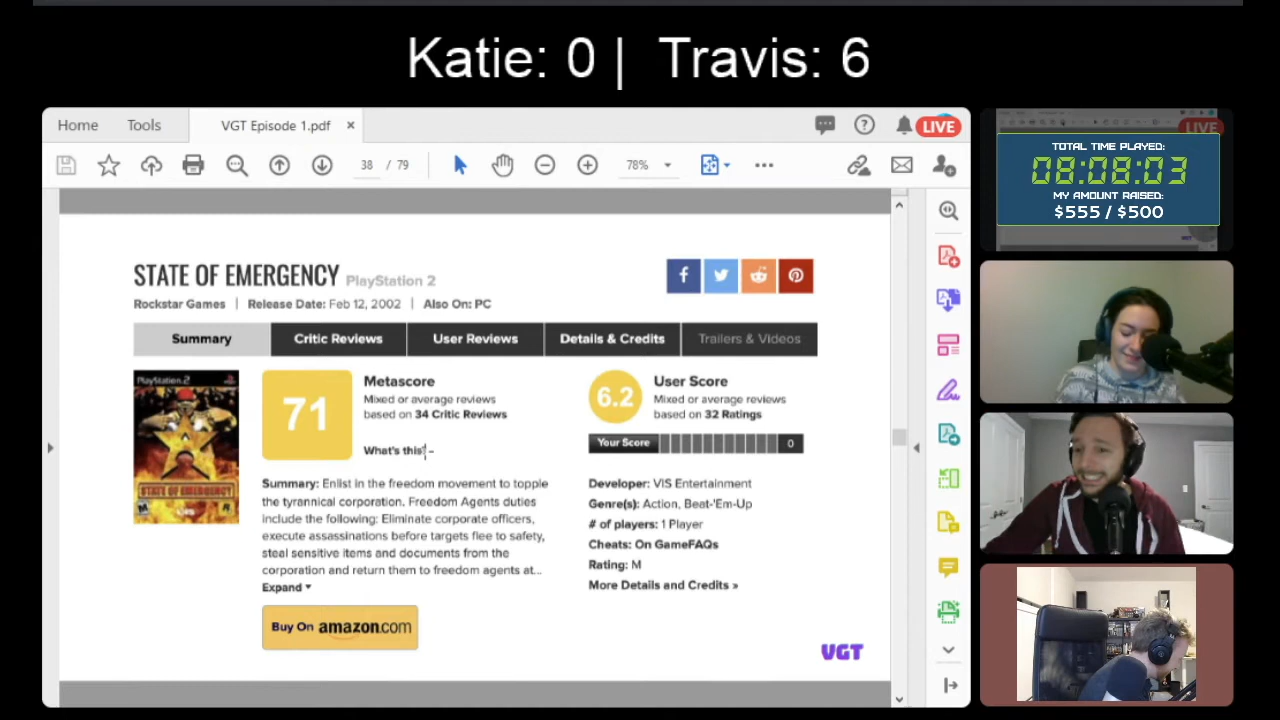 Katie: 0 | Travis: 6
Home Tools VGT Episode 1.pdf × LIVE
38 / 79 78%
TOTAL TIME PLAYED:
08:08:03
MY AMOUNT RAISED:
$555 / $500
STATE OF EMERGENCY PlayStation 2
Rockstar Games | Release Date: Feb 12, 2002 | Also On: PC
Summary Critic Reviews User Reviews Details & Credits Trailers & Videos
PlayStation 2
STATE OF EMERGENCY
71
Metascore
Mixed or average reviews
based on 34 Critic Reviews
What's this?
6.2
User Score
Mixed or average reviews
based on 32 Ratings
Your Score 0
Summary: Enlist in the freedom movement to topple
the tyrannical corporation. Freedom Agents duties
include the following: Eliminate corporate officers,
execute assassinations before targets flee to safety,
steal sensitive items and documents from the
corporation and return them to freedom agents at...
Expand
Developer: VIS Entertainment
Genre(s): Action, Beat-'Em-Up
# of players: 1 Player
Cheats: On GameFAQs
Rating: M
More Details and Credits »
Buy On amazon.com
VGT